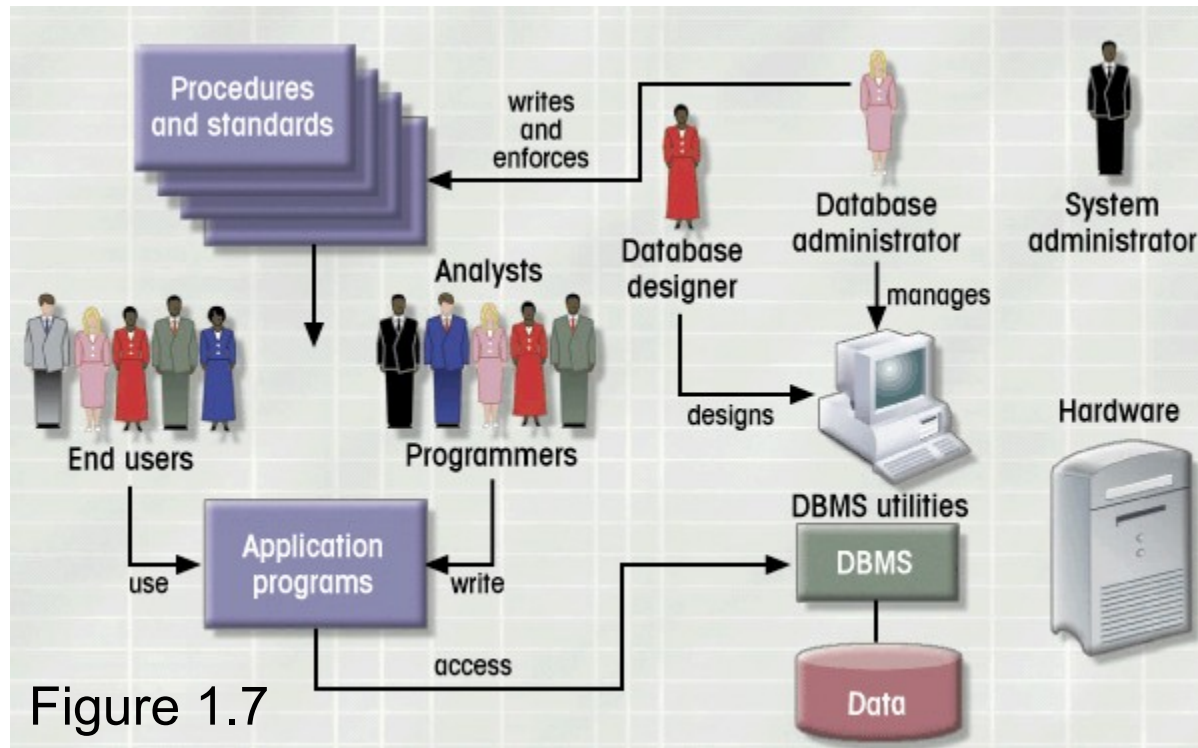 Procedures
and standards
writes
and
enforces
Database
designer
Database
administrator
System
administrator
manages
Analysts
designs
Hardware
End users
Programmers
DBMS utilities
Application
programs
use
write
DBMS
access
Data
Figure 1.7